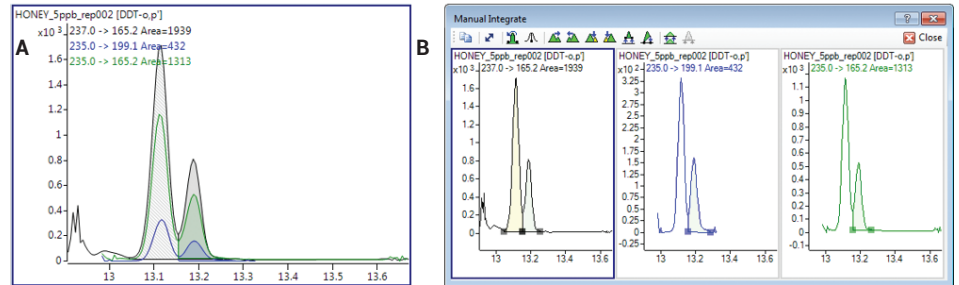 A
HONEY_5ppb_rep002 [DDT-o,p']
x10 3
237.0 -> 165.2 Area=1939
235.0 -> 199.1 Area=432
235.0 -> 165.2 Area=1313
1.6
1.4
1.2
1
0.8
0.6
0.4
0.2
0
13 13.1 13.2 13.3 13.4 13.5 13.6
B
Manual Integrate
Close
HONEY_5ppb_rep002 [DDT-o,p']
x10 3 237.0 -> 165.2 Area=1939
1.6
1.4
1.2
1
0.8
0.6
0.4
0.2
0
13 13.2 13.4 13.6
HONEY_5ppb_rep002 [DDT-o,p']
x10 2 235.0 -> 199.1 Area=432
3.25
3
2.75
2.5
2.25
2
1.75
1.5
1.25
1
0.75
0.5
0.25
0
-0.25
13 13.2 13.4 13.6
HONEY_5ppb_rep002 [DDT-o,p']
x10 3 235.0 -> 165.2 Area=1313
1.1
1
0.9
0.8
0.7
0.6
0.5
0.4
0.3
0.2
0.1
0
-0.1
13 13.2 13.4 13.6